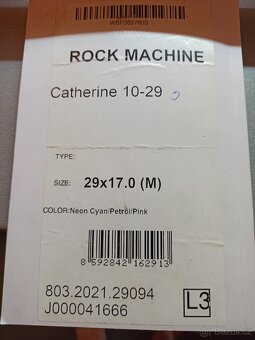 WBF069760S
ROCK MACHINE
Catherine 10-29
TYPE:
SIZE: 29x17.0 (M)
COLOR:Neon Cyan/Petrol/Pink
8 592842 162913
803.2021.29094
J000041666
L3